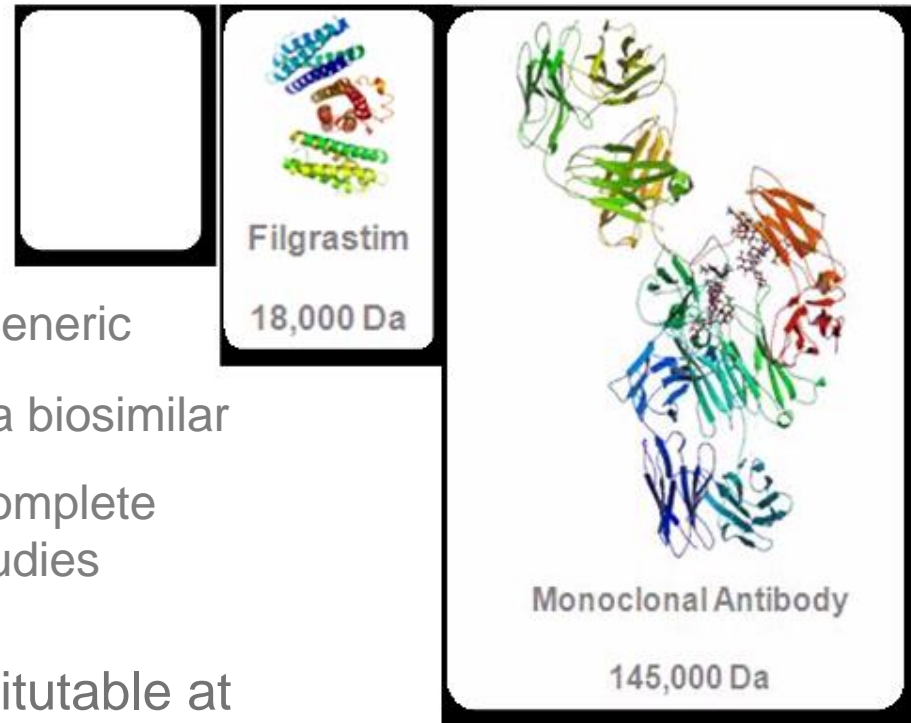 Filgrastim
18,000 Da
eneric
a biosimilar
omplete
udies
itutable at
Monoclonal Antibody
145,000 Da